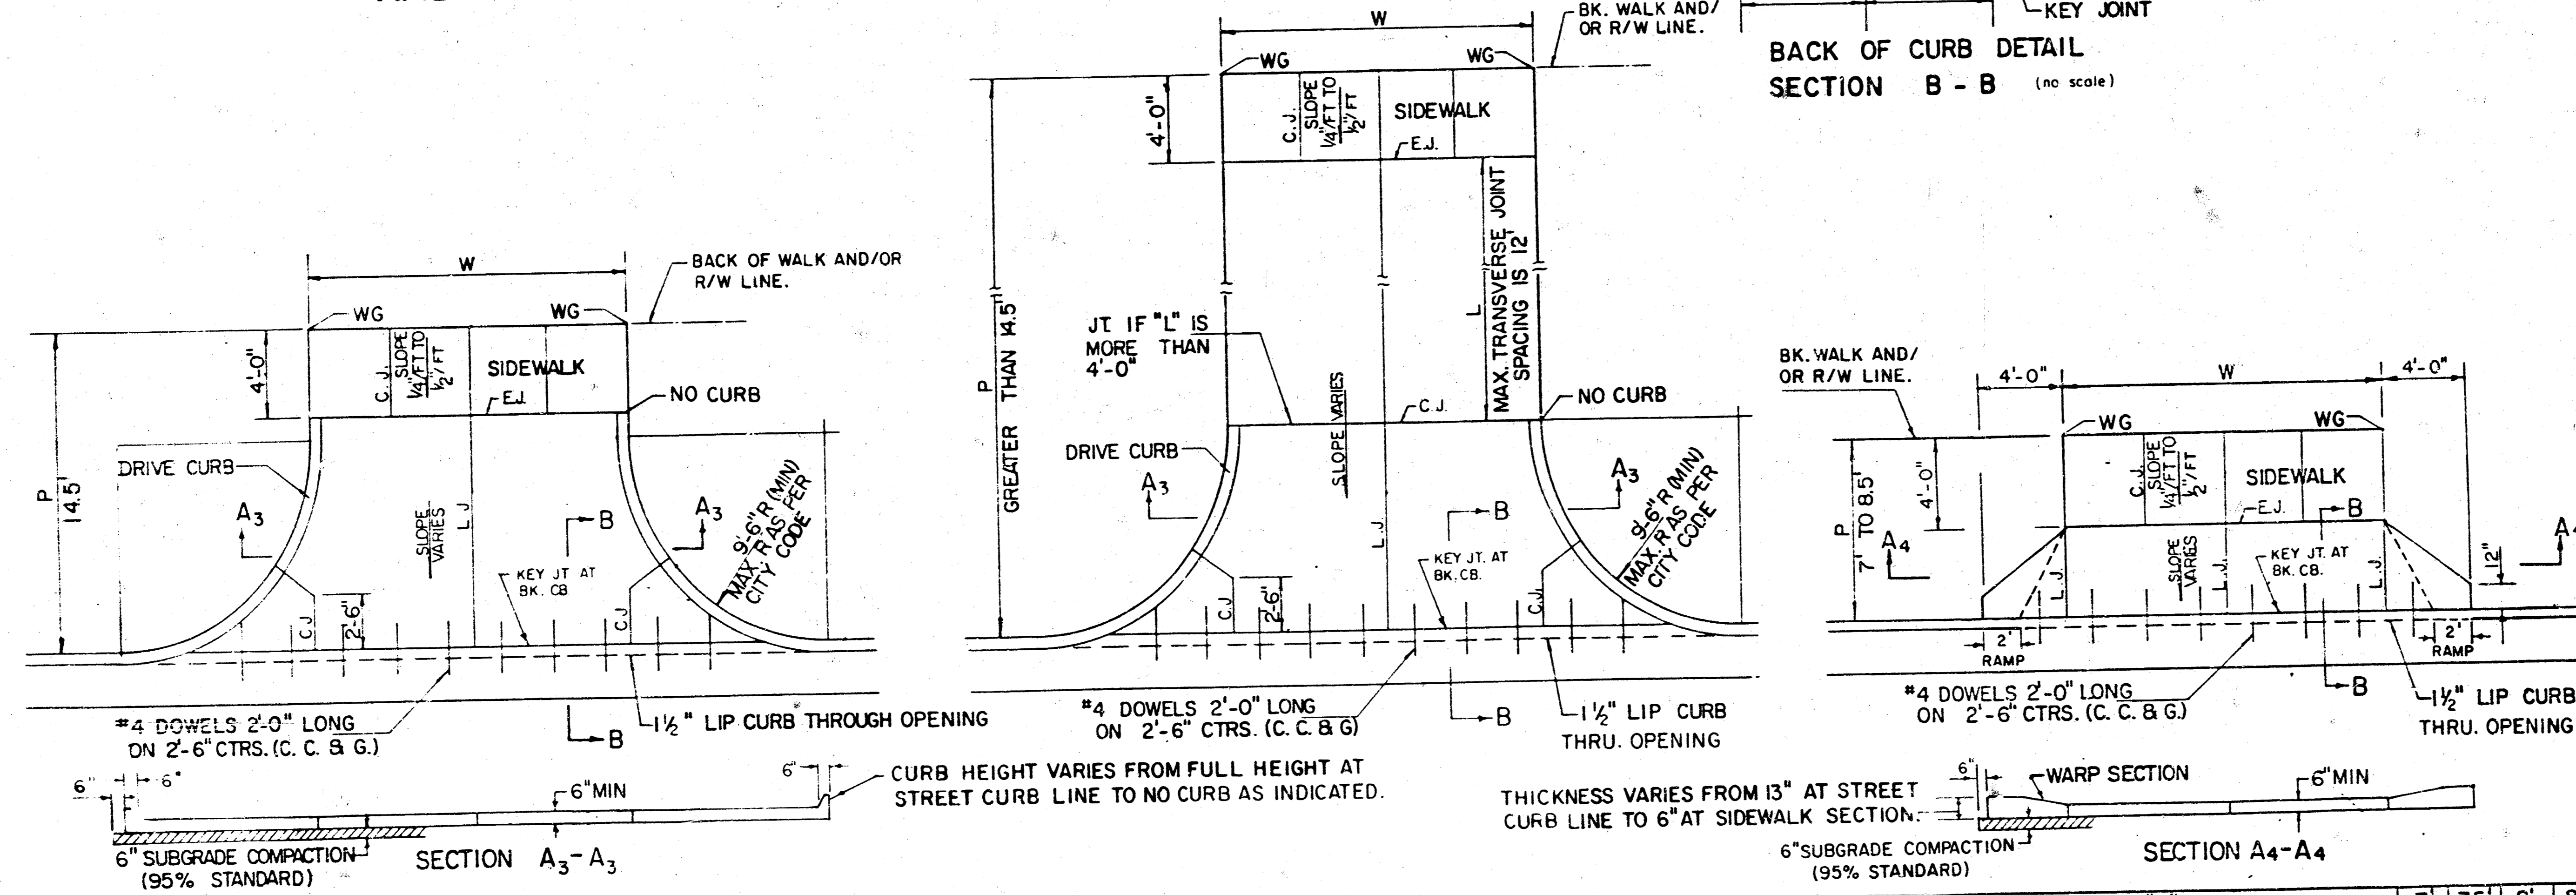 KEY JOINT
BACK OF CURB DETAIL
SECTION B - B (no scale)
W
BACK OF WALK AND/OR
R/W LINE.
WG
WG
P
14.5'
4'-0"
C.J.
SLOPE
1/4"/FT TO
1/2"/FT
SIDEWALK
E.J.
NO CURB
DRIVE CURB
A3
A3
SLOPE
VARIES
L.J
B
9'-6"R (MIN)
MAX. R AS PER
CITY CODE
KEY JT. AT
BK. CB
C.J
2'-6"
C.J.
#4 DOWELS 2'-0" LONG
ON 2'-6" CTRS. (C. C. & G.)
B
1½" LIP CURB THROUGH OPENING
6"
6"
6"MIN
6"
CURB HEIGHT VARIES FROM FULL HEIGHT AT
STREET CURB LINE TO NO CURB AS INDICATED.
6" SUBGRADE COMPACTION
(95% STANDARD)
SECTION A3-A3
W
BK. WALK AND/
OR R/W LINE.
WG
WG
P
GREATER THAN 14.5'
4'-0"
C.J.
SLOPE
1/4"/FT TO
1/2"/FT
SIDEWALK
E.J.
L
MAX. TRANSVERSE JOINT
SPACING IS 12'
JT. IF "L" IS
MORE THAN
4'-0"
SLOPE VARIES
C.J.
NO CURB
DRIVE CURB
A3
A3
L.J
B
9'-6"R (MIN)
MAX. R AS PER
CITY CODE
KEY JT. AT
BK. CB.
C.J
2'-6"
C.J.
#4 DOWELS 2'-0" LONG
ON 2'-6" CTRS. (C. C. & G)
B
1½" LIP CURB
THRU. OPENING
BK. WALK AND/
OR R/W LINE.
4'-0"
W
4'-0"
WG
WG
P
7' TO 8.5'
4'-0"
C.J.
SLOPE
1/4"/FT TO
1/2"/FT
SIDEWALK
E.J.
B
A4
A4
12"
L.J.
SLOPE
VARIES
L.J.
KEY JT. AT
BK. CB.
L.J.
2'
RAMP
2'
RAMP
#4 DOWELS 2'-0" LONG
ON 2'-6" CTRS. (C. C. & G.)
B
1½" LIP CURB
THRU. OPENING
6"
WARP SECTION
6"MIN
THICKNESS VARIES FROM 13" AT STREET
CURB LINE TO 6" AT SIDEWALK SECTION.
6"SUBGRADE COMPACTION
(95% STANDARD)
SECTION A4-A4